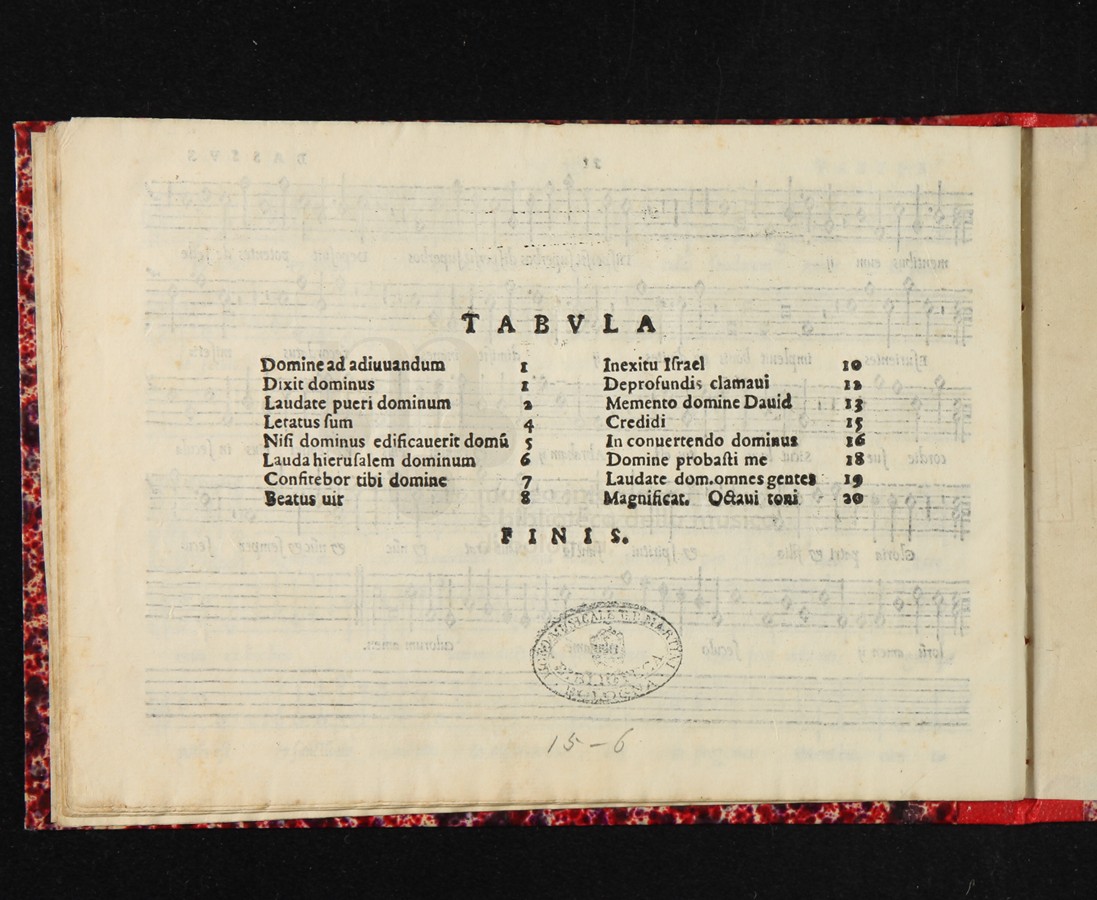 TABVLA
Domine ad adiuuandum 1
Dixit dominus 1
Laudate pueri dominum 2
Letatus ſum 4
Niſi dominus edificauerit domũ 5
Lauda hieruſalem dominum 6
Confitebor tibi domine 7
Beatus uir 8
Inexitu Iſrael 10
Deprofundis clamaui 12
Memento domine Dauid 13
Credidi 15
In conuertendo dominus 16
Domine probaſti me 18
Laudate dom.omnes gentes 19
Magnificat. Octaui toni 20
FINIS.
BOLOGNA
15-6